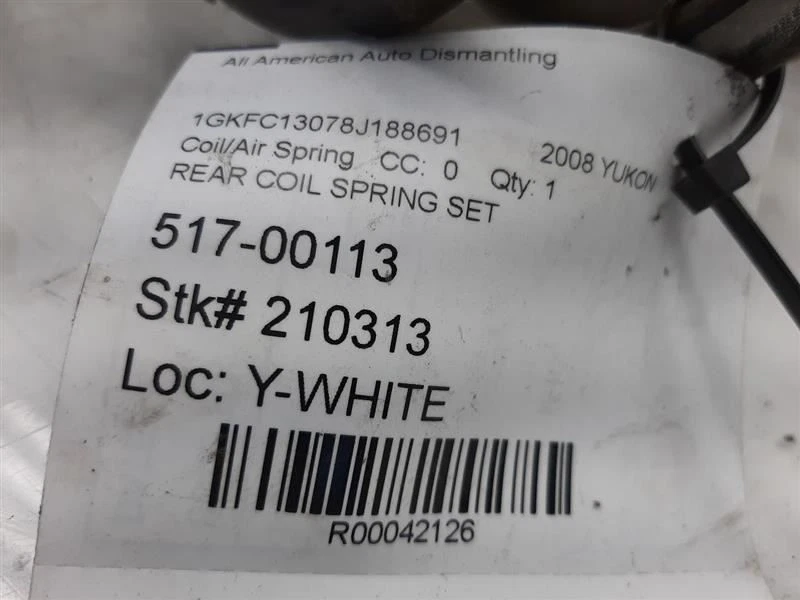 All American Auto Dismantling
1GKFC13078J188691 2008 YUKON
Coil/Air Spring CC: 0 Qty: 1
REAR COIL SPRING SET
517-00113
Stk# 210313
Loc: Y-WHITE
R00042126